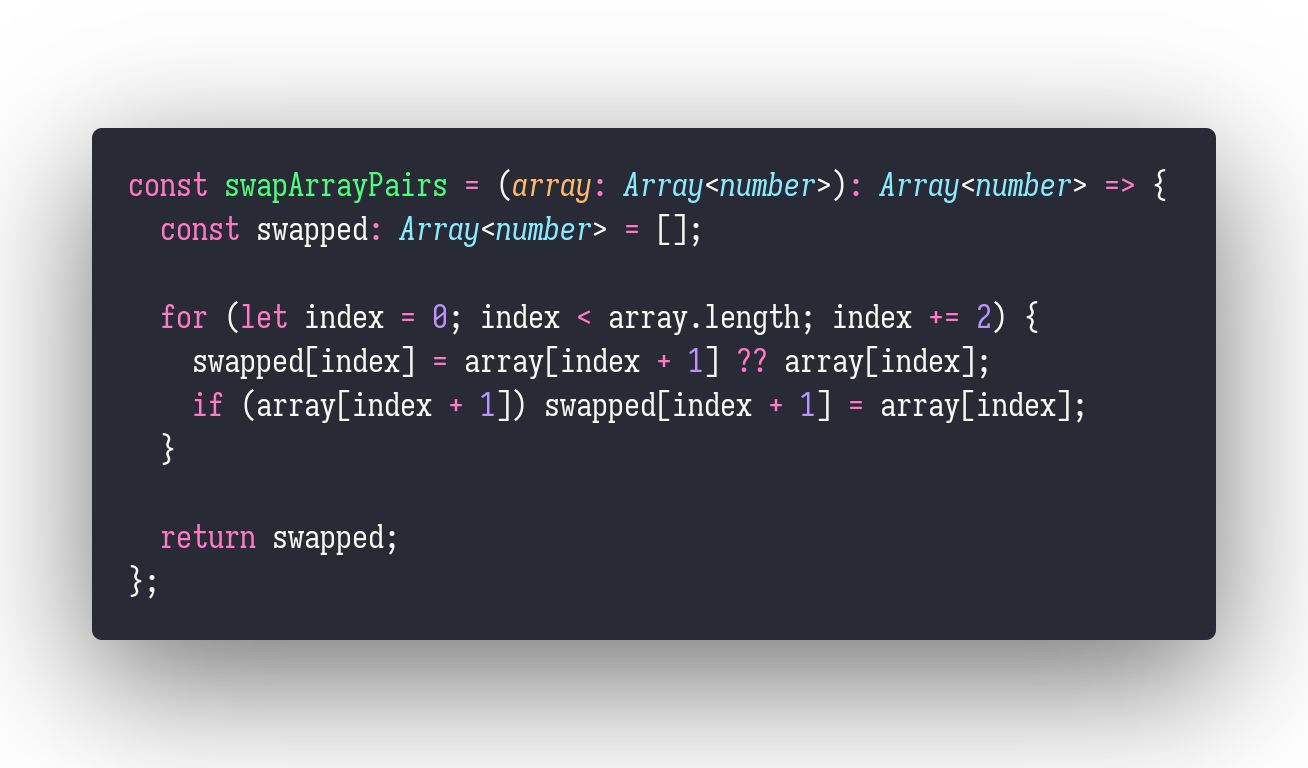 const swapArrayPairs = (array: Array<number>): Array<number> => {
  const swapped: Array<number> = [];

  for (let index = 0; index < array.length; index += 2) {
    swapped[index] = array[index + 1] ?? array[index];
    if (array[index + 1]) swapped[index + 1] = array[index];
  }

  return swapped;
};